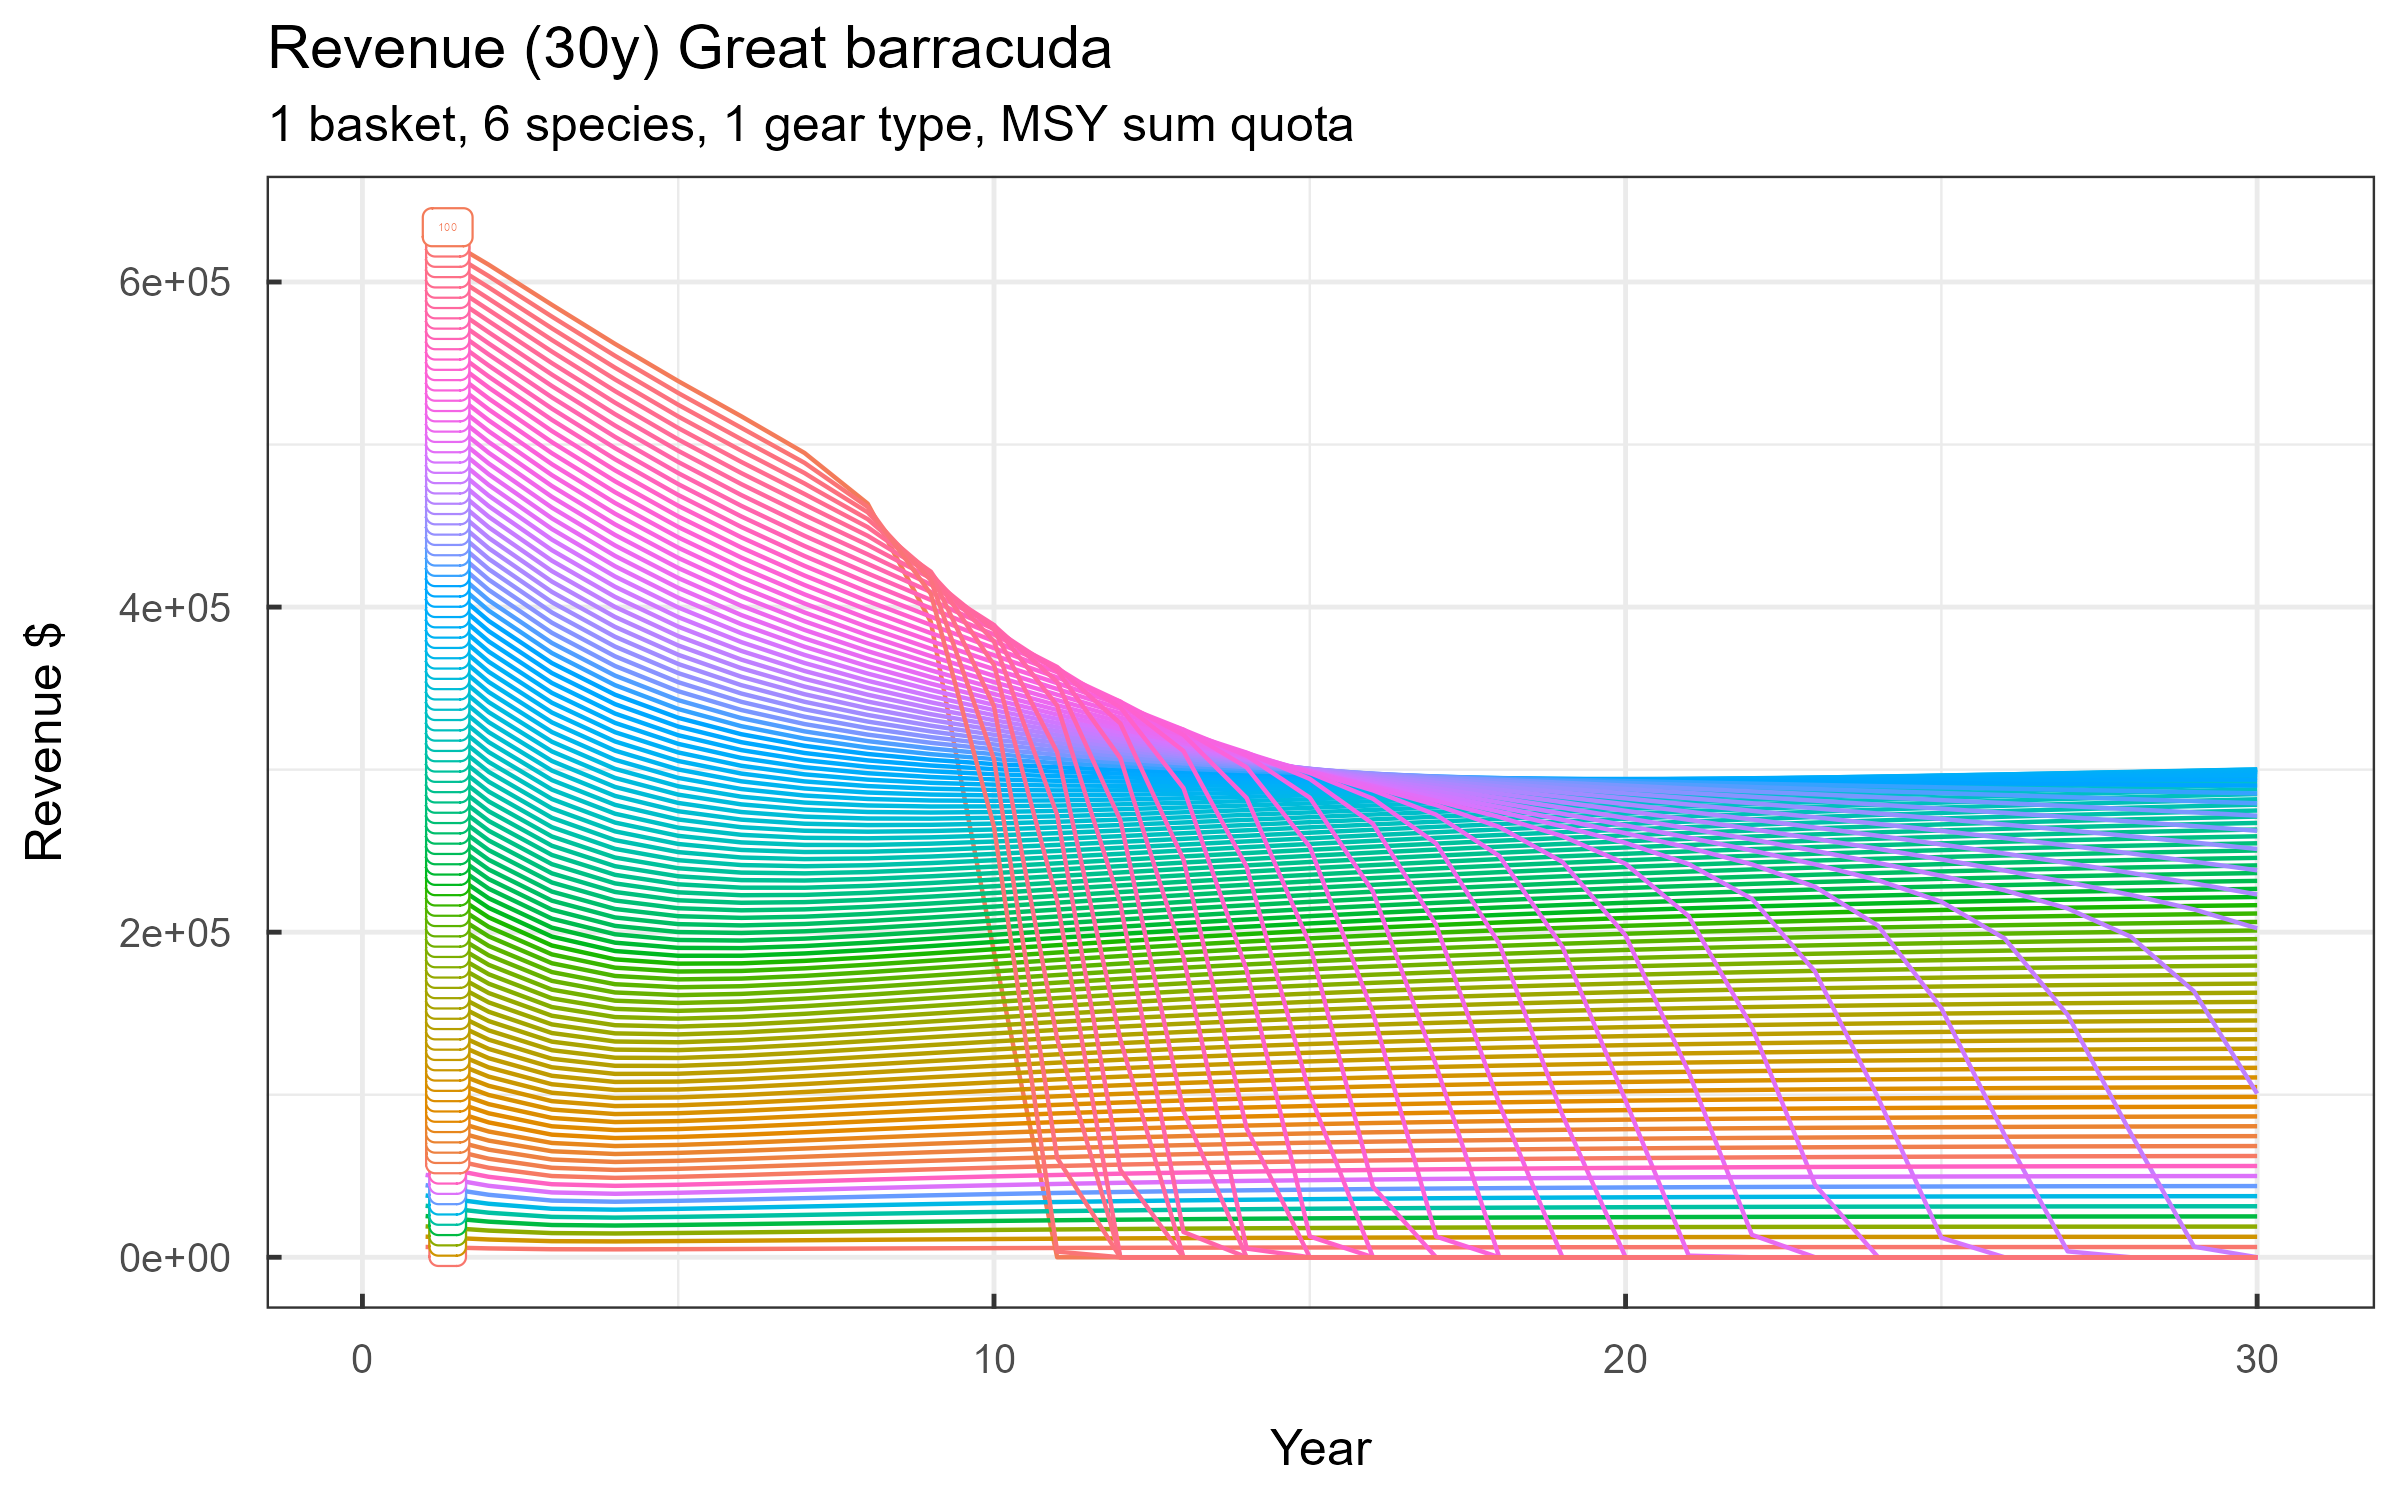 Revenue (30y) Great barracuda
1 basket, 6 species, 1 gear type, MSY sum quota
100
6e+05
4e+05
2e+05
0e+00
Revenue $
0 10 20 30
Year